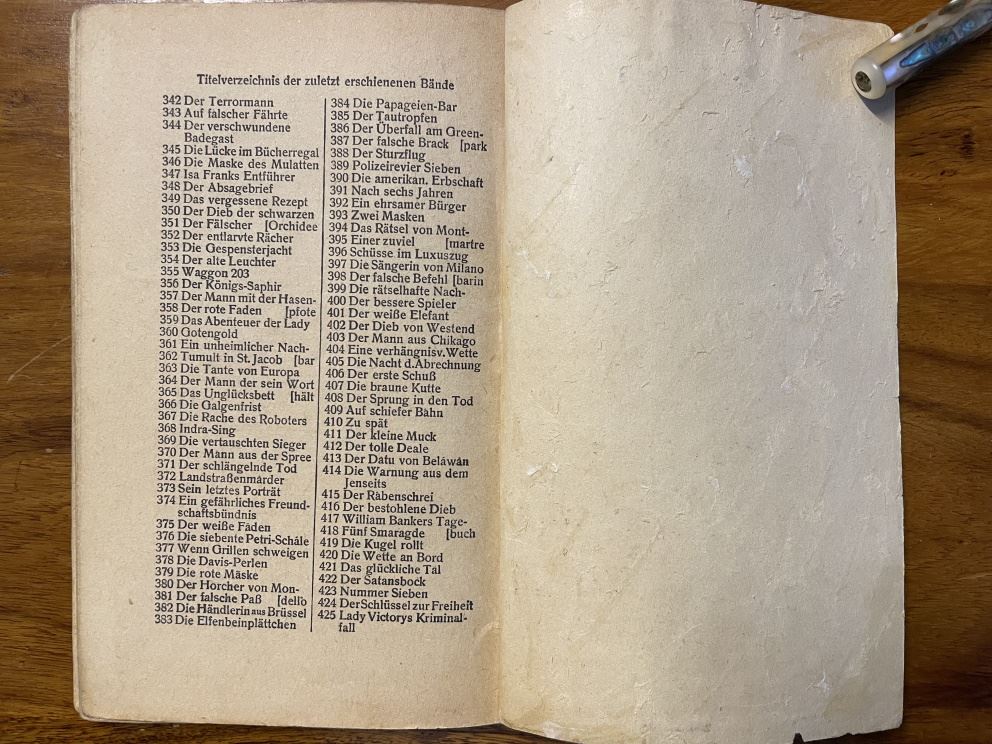 Titelverzeichnis der zuletzt erschienenen Bände
342 Der Terrormann
343 Auf falscher Fährte
344 Der verschwundene
Badegast
345 Die Lücke im Bücherregal
346 Die Maske des Mulatten
347 Isa Franks Entführer
348 Der Absagebrief
349 Das vergessene Rezept
350 Der Dieb der schwarzen
351 Der Fälscher [Orchidee
352 Der entlarvte Rächer
353 Die Gespensterjacht
354 Der alte Leuchter
355 Waggon 203
356 Der Königs-Saphir
357 Der Mann mit der Hasen-
358 Der rote Faden [pfote
359 Das Abenteuer der Lady
360 Gotengold
361 Ein unheimlicher Nach-
362 Tumult in St. Jacob [bar
363 Die Tante von Europa
364 Der Mann der sein Wort
365 Das Unglücksbett [hält
366 Die Galgenfrist
367 Die Rache des Roboters
368 Indra-Sing
369 Die vertauschten Sieger
370 Der Mann aus der Spree
371 Der schlängelnde Tod
372 Landstraßenmarder
373 Sein letztes Porträt
374 Ein gefährliches Freund-
schaftsbündnis
375 Der weiße Faden
376 Die siebente Petri-Schale
377 Wenn Grillen schweigen
378 Die Davis-Perlen
379 Die rote Maske
380 Der Horcher von Mon-
381 Der falsche Paß [dello
382 Die Händlerin aus Brüssel
383 Die Elfenbeinplättchen
384 Die Papageien-Bar
385 Der Tautropfen
386 Der Überfall am Green-
387 Der falsche Brack [park
388 Der Sturzflug
389 Polizeirevier Sieben
390 Die amerikan. Erbschaft
391 Nach sechs Jahren
392 Ein ehrsamer Bürger
393 Zwei Masken
394 Das Rätsel von Mont-
395 Einer zuviel [martre
396 Schüsse im Luxuszug
397 Die Sängerin von Milano
398 Der falsche Befehl [barin
399 Die rätselhafte Nach-
400 Der bessere Spieler
401 Der weiße Elefant
402 Der Dieb von Westend
403 Der Mann aus Chikago
404 Eine verhängnisv. Wette
405 Die Nacht d. Abrechnung
406 Der erste Schuß
407 Die braune Kutte
408 Der Sprung in den Tod
409 Auf schiefer Bahn
410 Zu spät
411 Der kleine Muck
412 Der tolle Deale
413 Der Datu von Beláwán
414 Die Warnung aus dem
Jenseits
415 Der Rabenschrei
416 Der bestohlene Dieb
417 William Bankers Tage-
418 Fünf Smaragde [buch
419 Die Kugel rollt
420 Die Wette an Bord
421 Das glückliche Tal
422 Der Satansbock
423 Nummer Sieben
424 Der Schlüssel zur Freiheit
425 Lady Victorys Kriminal-
fall